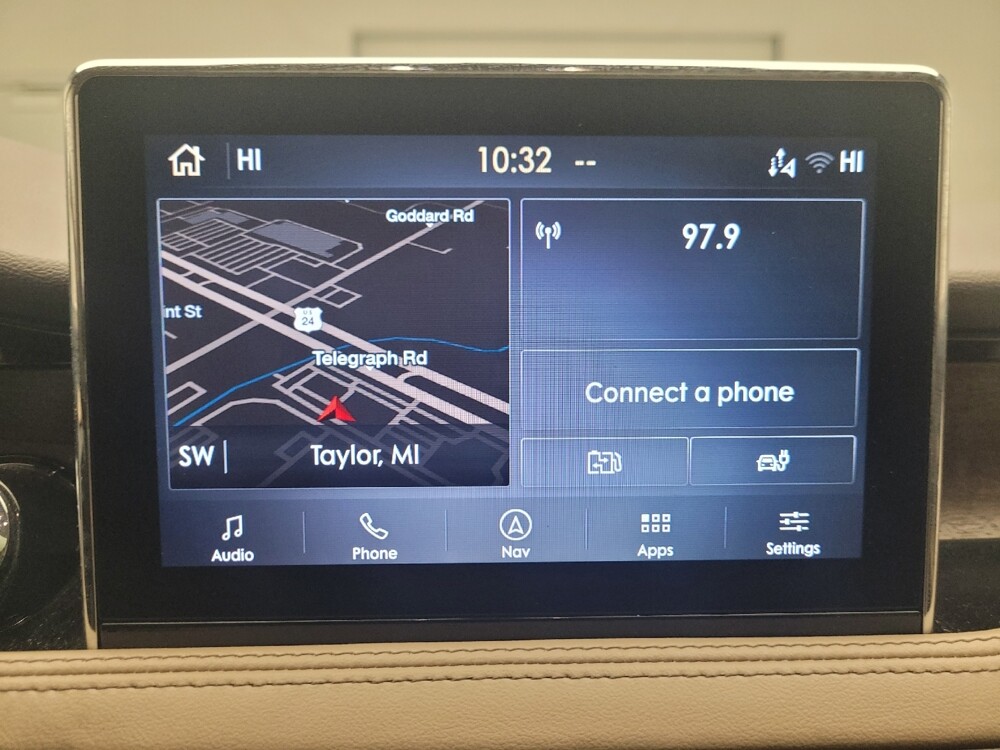 HI
10:32 --
HI
Goddard Rd
nt St
US
24
Telegraph Rd
SW
Taylor, MI
97.9
Connect a phone
Audio
Phone
Nav
Apps
Settings